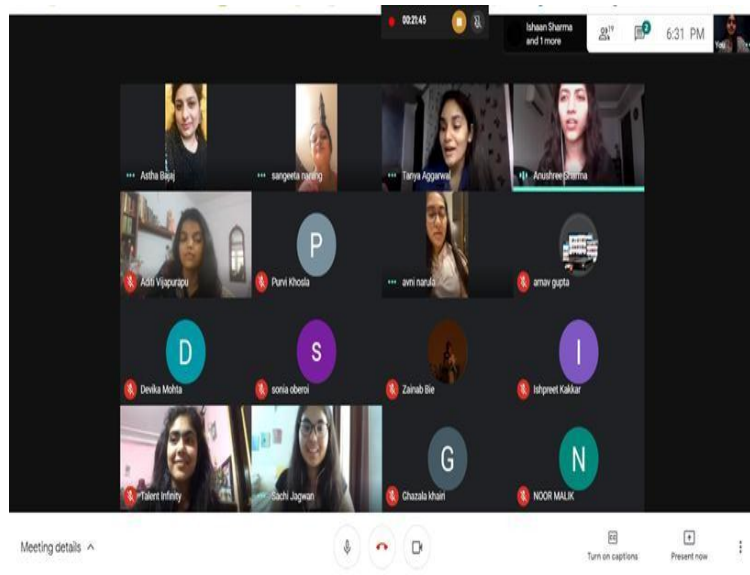 00:21:45
Ishaan Sharma
and 1 more
19
2
6:31 PM
You
Astha Bajaj
sangeeta narang
Tanya Aggarwal
Anushree Sharma
Aditi Vijapurapu
P
Purvi Khosla
avni narula
arnav gupta
D
Devika Mohta
S
sonia oberoi
Zainab Bie
I
Ishpreet Kakkar
Talent Infinity
Sachi Jagwan
G
Ghazala khairi
N
NOOR MALIK
Meeting details
Turn on captions
Present now